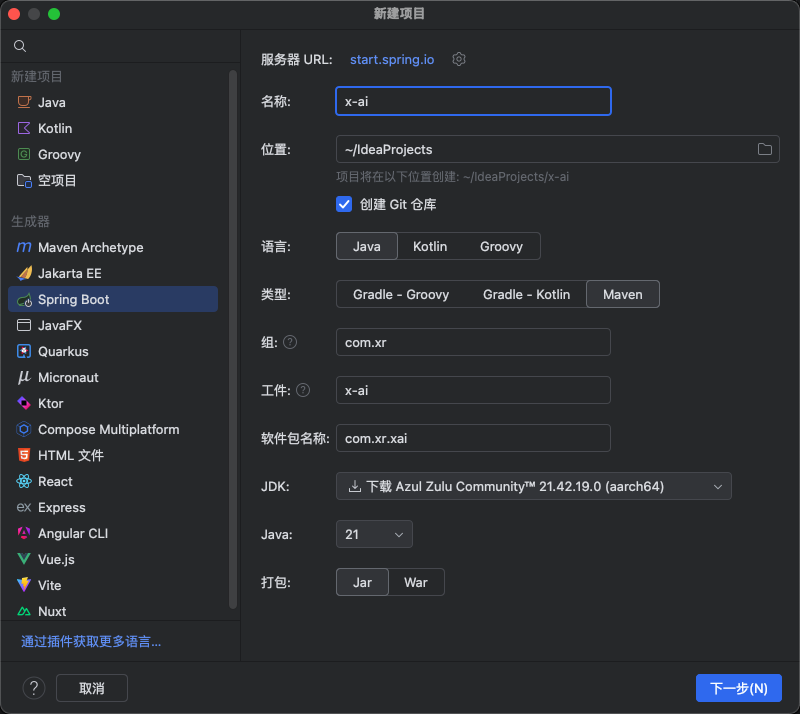 新建项目
新建项目
Java
Kotlin
Groovy
空项目
生成器
Maven Archetype
Jakarta EE
Spring Boot
JavaFX
Quarkus
Micronaut
Ktor
Compose Multiplatform
HTML 文件
React
Express
Angular CLI
Vue.js
Vite
Nuxt
通过插件获取更多语言...
服务器 URL: start.spring.io
名称: x-ai
位置: ~/IdeaProjects
项目将在以下位置创建: ~/IdeaProjects/x-ai
创建 Git 仓库
语言: Java Kotlin Groovy
类型: Gradle - Groovy Gradle - Kotlin Maven
组: ? com.xr
工件: ? x-ai
软件包名称: com.xr.xai
JDK: 下载 Azul Zulu Community™ 21.42.19.0 (aarch64)
Java: 21
打包: Jar War
? 取消 下一步(N)